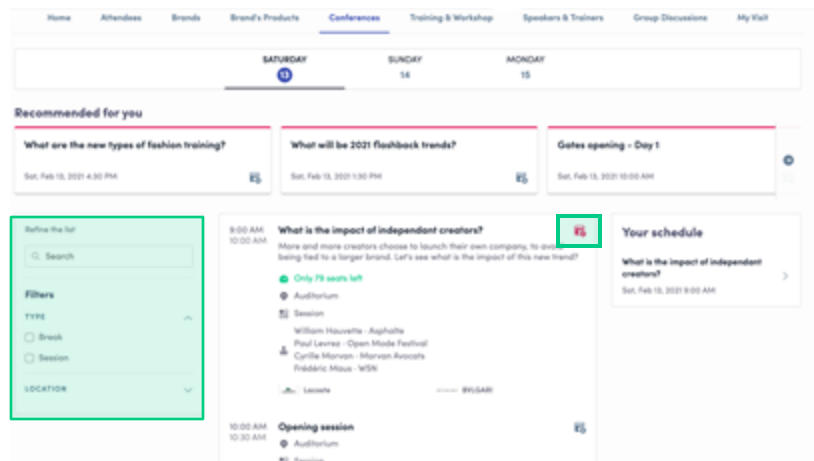 Home Attendees Brands Brand's Products Conferences Training & Workshop Speakers & Trainers Group Discussions My Visit
SATURDAY SUNDAY MONDAY
13 14 15
Recommended for you
What are the new types of fashion training?
Sat, Feb 13, 2021 4:30 PM
What will be 2021 flashback trends?
Sat, Feb 13, 2021 1:30 PM
Gates opening - Day 1
Sat, Feb 13, 2021 10:00 AM
Refine the list
Search
Filters
TYPE
Break
Session
LOCATION
9:00 AM What is the impact of independant creators?
10:00 AM More and more creators choose to launch their own company, to avoid
being tied to a larger brand. Let's see what is the impact of this new trend?
Only 79 seats left
Auditorium
Session
William Hauvette - Asphalte
Paul Levrez - Open Mode Festival
Cyrille Morvan - Morvan Avocats
Frédéric Maus - WSN
Lacoste BVLGARI
10:00 AM Opening session
10:30 AM Auditorium
Session
Your schedule
What is the impact of independant
creators?
Sat, Feb 13, 2021 9:00 AM